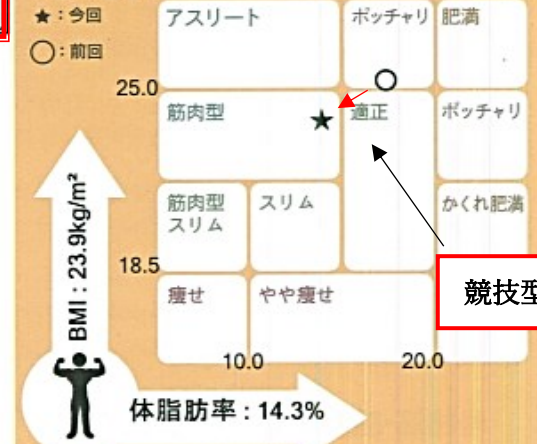 ★：今回
○：前回
アスリート
ポッチャリ
肥満
25.0
筋肉型
適正
ポッチャリ
筋肉型
スリム
スリム
かくれ肥満
18.5
痩せ
やや痩せ
競技型
10.0
20.0
BMI：23.9kg/m²
体脂肪率：14.3%